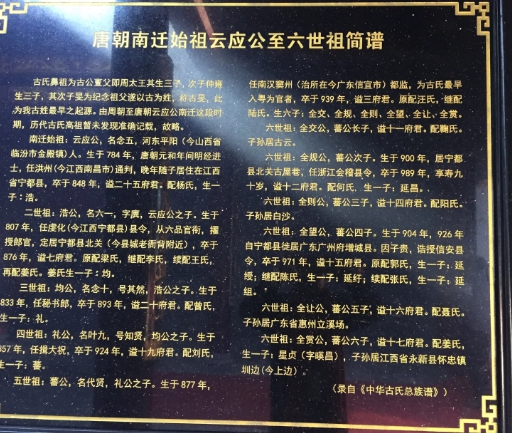 唐朝南迁始祖云应公至六世祖简谱
古氏鼻祖为古公亶父即周太王其生三子，次子仲雍
生三子，其次子晏为纪念祖父遂以古为姓，称古晏，此
为我古姓最早之起源。由周朝至唐朝云应公南迁这段时
期，历代古氏高祖暂未发现准确记载，故略。
南迁始祖：云应公，名念五，河东平阳（今山西省
临汾市金殿镇）人。生于784年，唐朝元和年间明经进
士，任洪州（今江西南昌市）通判，晚年随子居住在江西
省宁都县，卒于848年，谥二十五府君。配杨氏，生一
子：浩。
二世祖：浩公，名六一，字廣，云应公之子。生于
807年，任虔化(今江西宁都县)县令，从六品官衔，擢
授郎官，定居宁都县北关（今县城老衙背附近），卒于
876年，谥七府君。原配梁氏，继配李氏，续配王氏，
再配姜氏。姜氏生一子：均。
三世祖：均公，名念十，号其然，浩公之子。生于
833年，任秘书郎，卒于893年，谥二十府君。配曾氏，
生一子：礼。
四世祖：礼公，名叶九，号知贤，均公之子。生于
857年，任揖大祝，卒于924年，谥十九府君。配刘氏，
生一子：蕃。
五世祖：蕃公，名代贤，礼公之子。生于877年，
任南汉窦州（治所在今广东信宜市）都监，为古氏最早
入粤为官者，卒于939年，谥三府君。原配汪氏，继配
陆氏。生六子：全交、全规、全则、全望、全让、全赏。
六世祖：全交公，蕃公长子，谥十一府君。配鞠氏。
子孙居古云。
六世祖：全规公，蕃公次子。生于900年，居宁都
县北关古屋巷，任浙江会稽县令，卒于989年，享寿九
十岁，谥十二府君。配何氏，生一子：延昌。
六世祖：全则公，蕃公三子，谥十四府君。配阳氏。
子孙居白沙。
六世祖：全望公，蕃公四子。生于904年，926年
自宁都县徙居广东广州府增城县。因子贵，诰授信安县
令，卒于971年，谥十五府君。原配郭氏，生一子：延
绶；继配陈氏，生一子：延纡；续配张氏，生一子：延
组。
六世祖：全让公，蕃公五子，谥十六府君。配聂氏。
子孙居广东省惠州立溪场。
六世祖：全赏公，蕃公六子，谥十七府君。配姜氏，
生一子：星贞（字暎昌），子孙居江西省永新县怀忠镇
圳边(今上边)。
（录自《中华古氏总族谱》）